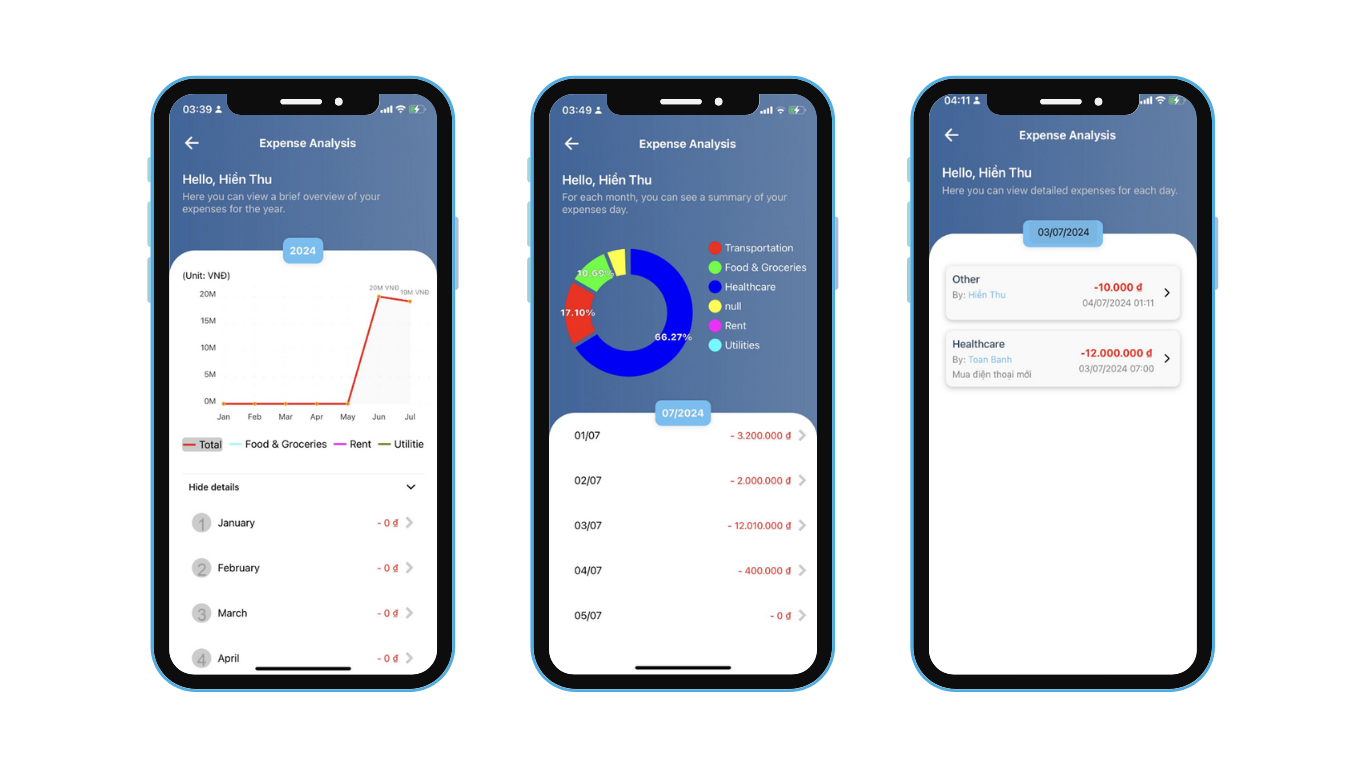 03:39
Expense Analysis
Hello, Hiền Thu
Here you can view a brief overview of your
expenses for the year.
2024
(Unit: VNĐ)
20M VNĐ
19M VNĐ
20M
15M
10M
5M
0M
Jan Feb Mar Apr May Jun Jul
Total Food & Groceries Rent Utilitie
Hide details
1 January - 0 ₫
2 February - 0 ₫
3 March - 0 ₫
4 April - 0 ₫
03:49
Expense Analysis
Hello, Hiền Thu
For each month, you can see a summary of your
expenses day.
Transportation
Food & Groceries
Healthcare
null
Rent
Utilities
10.69%
17.10%
66.27%
07/2024
01/07 - 3.200.000 ₫
02/07 - 2.000.000 ₫
03/07 - 12.010.000 ₫
04/07 - 400.000 ₫
05/07 - 0 ₫
04:11
Expense Analysis
Hello, Hiền Thu
Here you can view detailed expenses for each day.
03/07/2024
Other
By: Hiền Thu
-10.000 ₫
04/07/2024 01:11
Healthcare
By: Toan Banh
Mua điện thoại mới
-12.000.000 ₫
03/07/2024 07:00